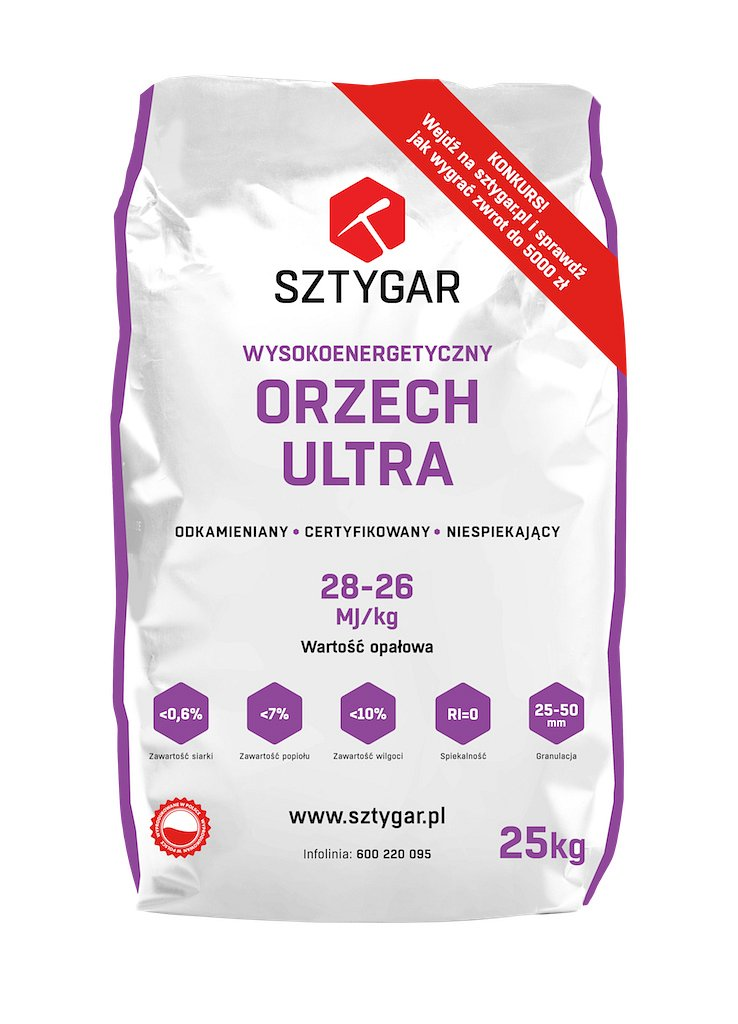 KONKURS!
Wejdź na sztygar.pl i sprawdź
jak wygrać zwrot do 5000 zł
SZTYGAR
WYSOKOENERGETYCZNY
ORZECH
ULTRA
ODKAMIENIANY • CERTYFIKOWANY • NIESPIEKAJĄCY
28-26
MJ/kg
Wartość opałowa
<0,6%
Zawartość siarki
<7%
Zawartość popiołu
<10%
Zawartość wilgoci
RI=0
Spiekalność
25-50
mm
Granulacja
WYPRODUKOWANE W POLSCE
www.sztygar.pl
Infolinia: 600 220 095
25kg